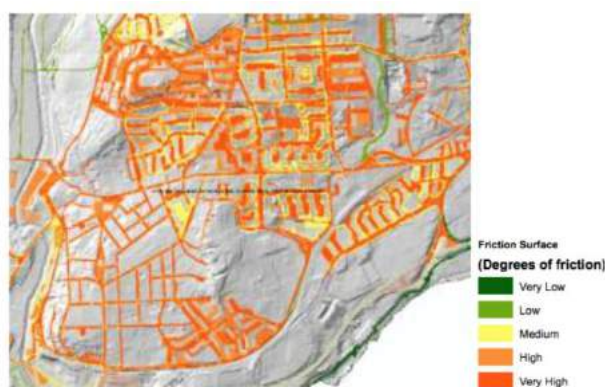 Friction Surface
(Degrees of friction)
Very Low
Low
Medium
High
Very High